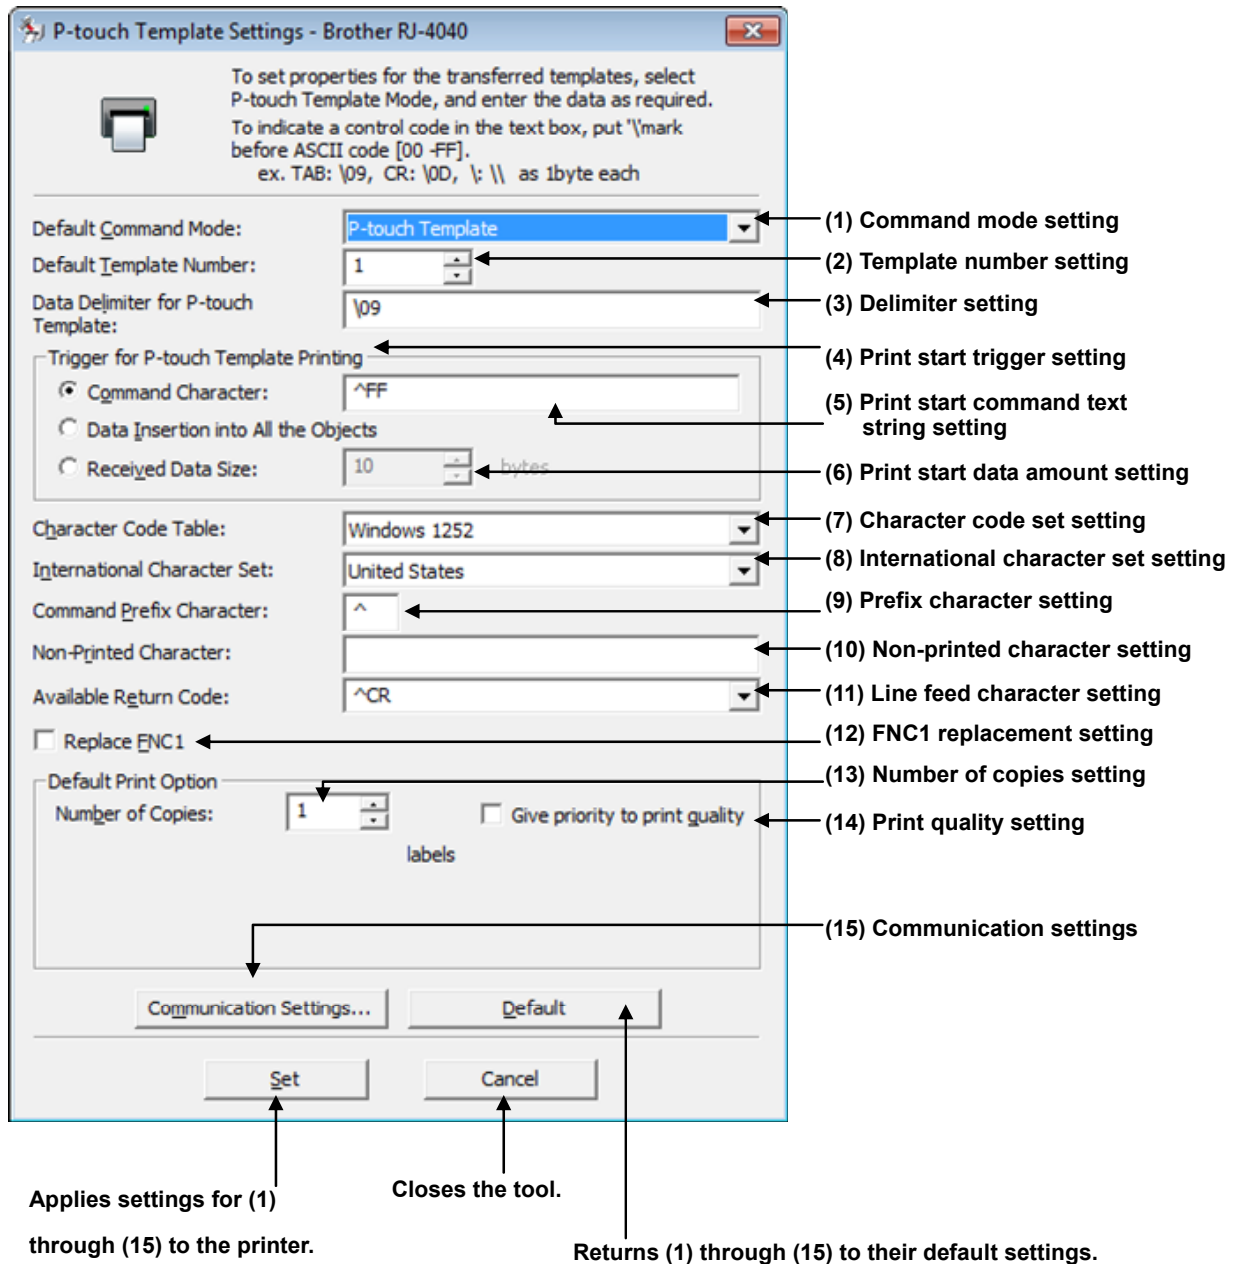 P-touch Template Settings - Brother RJ-4040
To set properties for the transferred templates, select
P-touch Template Mode, and enter the data as required.
To indicate a control code in the text box, put '\'mark
before ASCII code [00 -FF].
ex. TAB: \09, CR: \0D, \: \\ as 1byte each
Default Command Mode:
P-touch Template
(1) Command mode setting
Default Template Number:
1
(2) Template number setting
Data Delimiter for P-touch
Template:
\09
(3) Delimiter setting
Trigger for P-touch Template Printing
(4) Print start trigger setting
Command Character:
^FF
(5) Print start command text
string setting
Data Insertion into All the Objects
Received Data Size:
10
bytes
(6) Print start data amount setting
Character Code Table:
Windows 1252
(7) Character code set setting
International Character Set:
United States
(8) International character set setting
Command Prefix Character:
^
(9) Prefix character setting
Non-Printed Character:
(10) Non-printed character setting
Available Return Code:
^CR
(11) Line feed character setting
Replace FNC1
(12) FNC1 replacement setting
Default Print Option
(13) Number of copies setting
Number of Copies:
1
Give priority to print quality
(14) Print quality setting
labels
(15) Communication settings
Communication Settings...
Default
Set
Cancel
Applies settings for (1)
through (15) to the printer.
Closes the tool.
Returns (1) through (15) to their default settings.